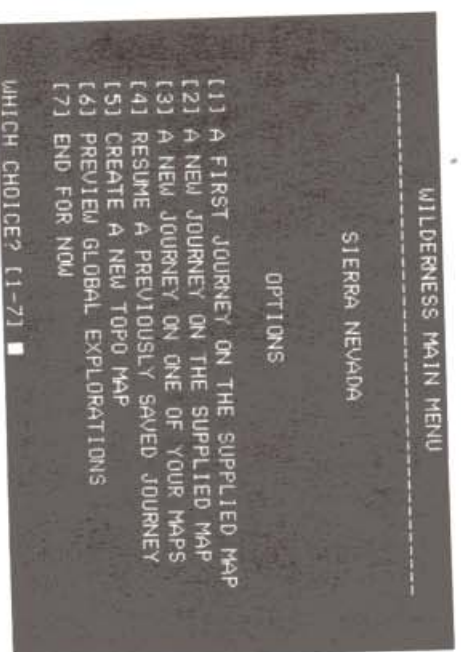 WILDERNESS MAIN MENU
--------------------------------------------------
SIERRA NEVADA
OPTIONS
[1] A FIRST JOURNEY ON THE SUPPLIED MAP
[2] A NEW JOURNEY ON THE SUPPLIED MAP
[3] A NEW JOURNEY ON ONE OF YOUR MAPS
[4] RESUME A PREVIOUSLY SAVED JOURNEY
[5] CREATE A NEW TOPO MAP
[6] PREVIEW GLOBAL EXPLORATIONS
[7] END FOR NOW
WHICH CHOICE? [1-7]